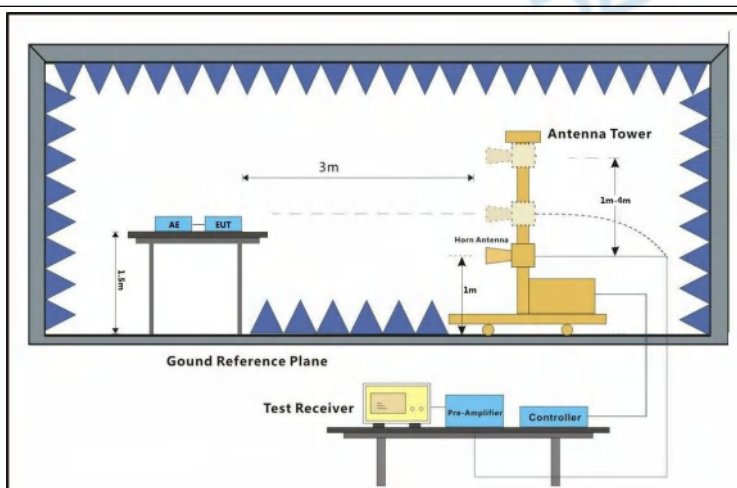 Antenna Tower
3m
1m-4m
AE
EUT
Horn Antenna
1.5m
1m
Gound Reference Plane
Test Receiver
Pre-Amplifier
Controller